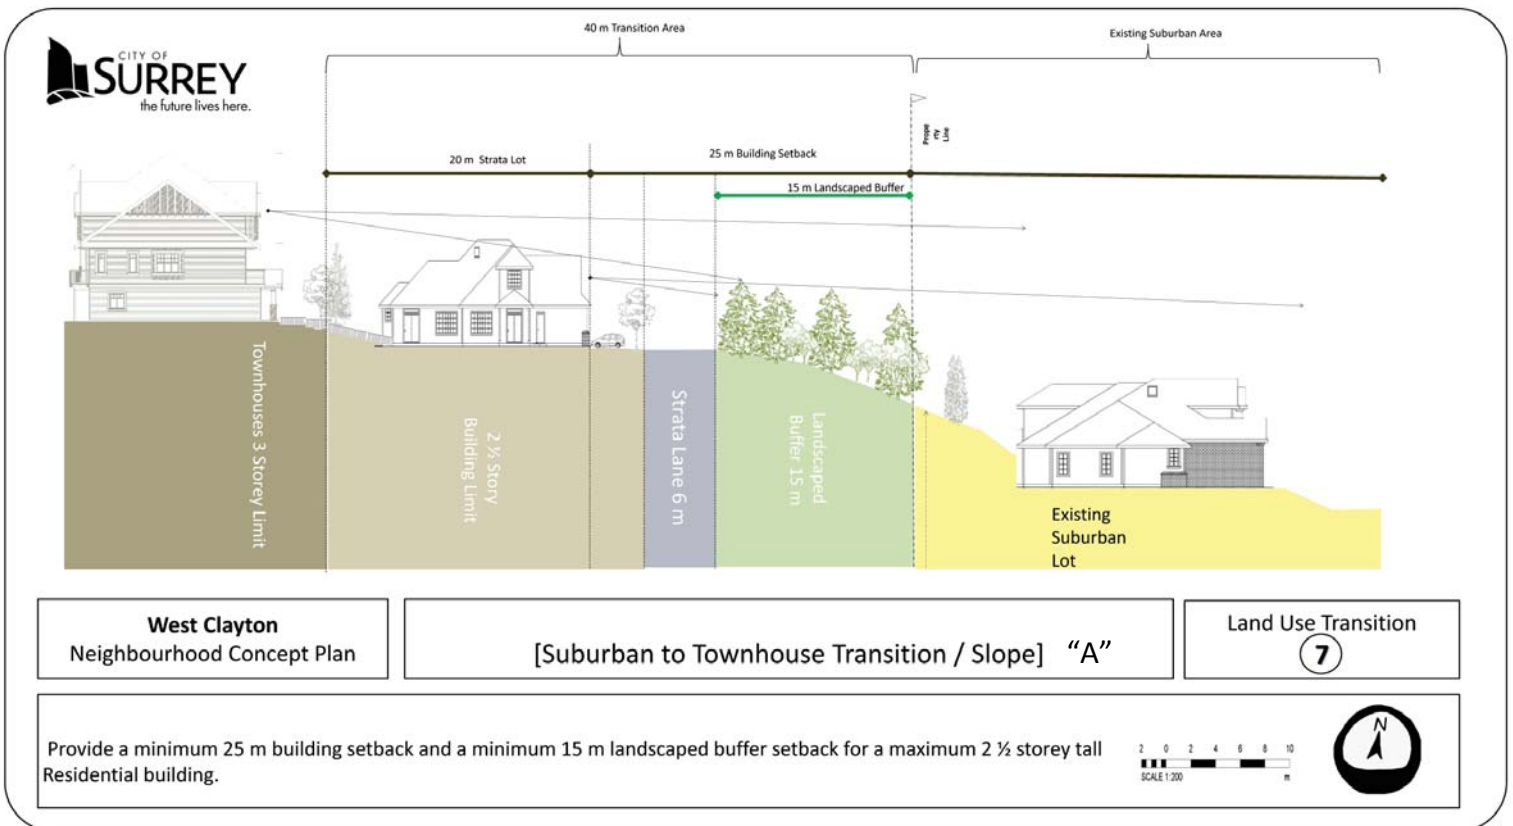 40 m Transition Area
Existing Suburban Area
CITY OF
SURREY
the future lives here.
Prope
rty
Line
20 m Strata Lot
25 m Building Setback
15 m Landscaped Buffer
Townhouses 3 Storey Limit
2 ½ Story
Building Limit
Strata Lane 6 m
Landscaped
Buffer 15 m
Existing
Suburban
Lot
West Clayton
Neighbourhood Concept Plan
[Suburban to Townhouse Transition / Slope] “A”
Land Use Transition
7
Provide a minimum 25 m building setback and a minimum 15 m landscaped buffer setback for a maximum 2 ½ storey tall
Residential building.
2 0 2 4 6 8 10
SCALE 1:200 m
N